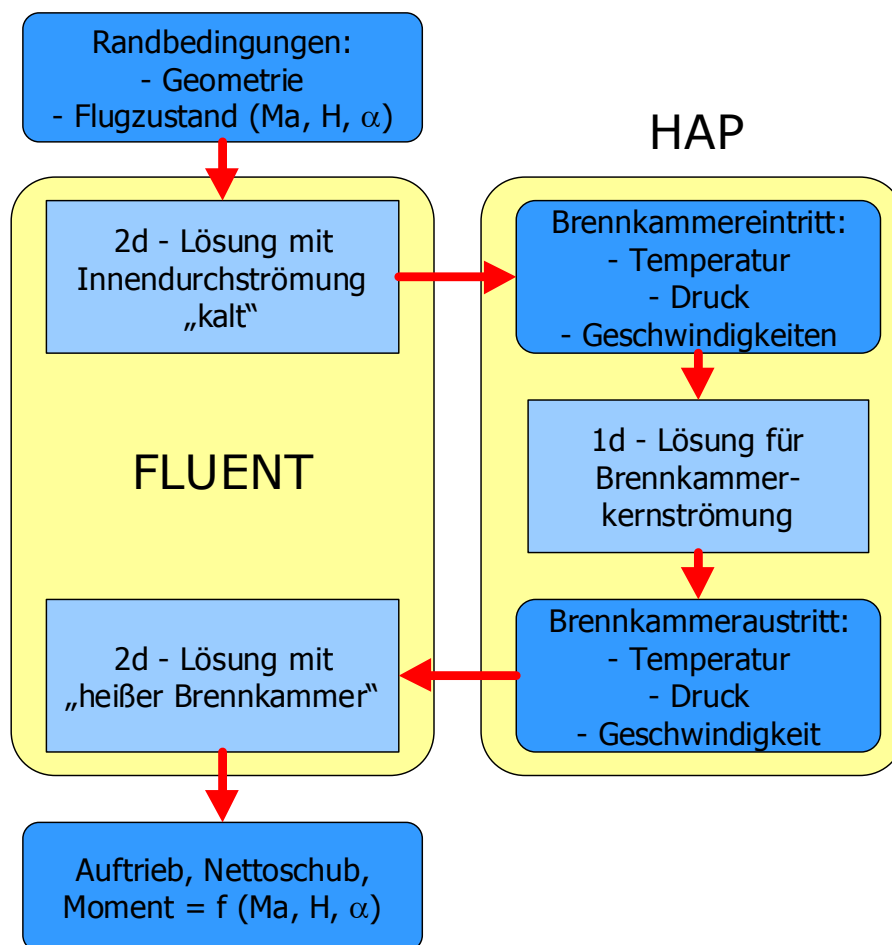 Randbedingungen:
- Geometrie
- Flugzustand (Ma, H, α)
HAP
2d - Lösung mit
Innendurchströmung
„kalt“
Brennkammereintritt:
- Temperatur
- Druck
- Geschwindigkeiten
1d - Lösung für
Brennkammer-
kernströmung
FLUENT
Brennkammeraustritt:
- Temperatur
- Druck
- Geschwindigkeit
2d - Lösung mit
„heißer Brennkammer“
Auftrieb, Nettoschub,
Moment = f (Ma, H, α)